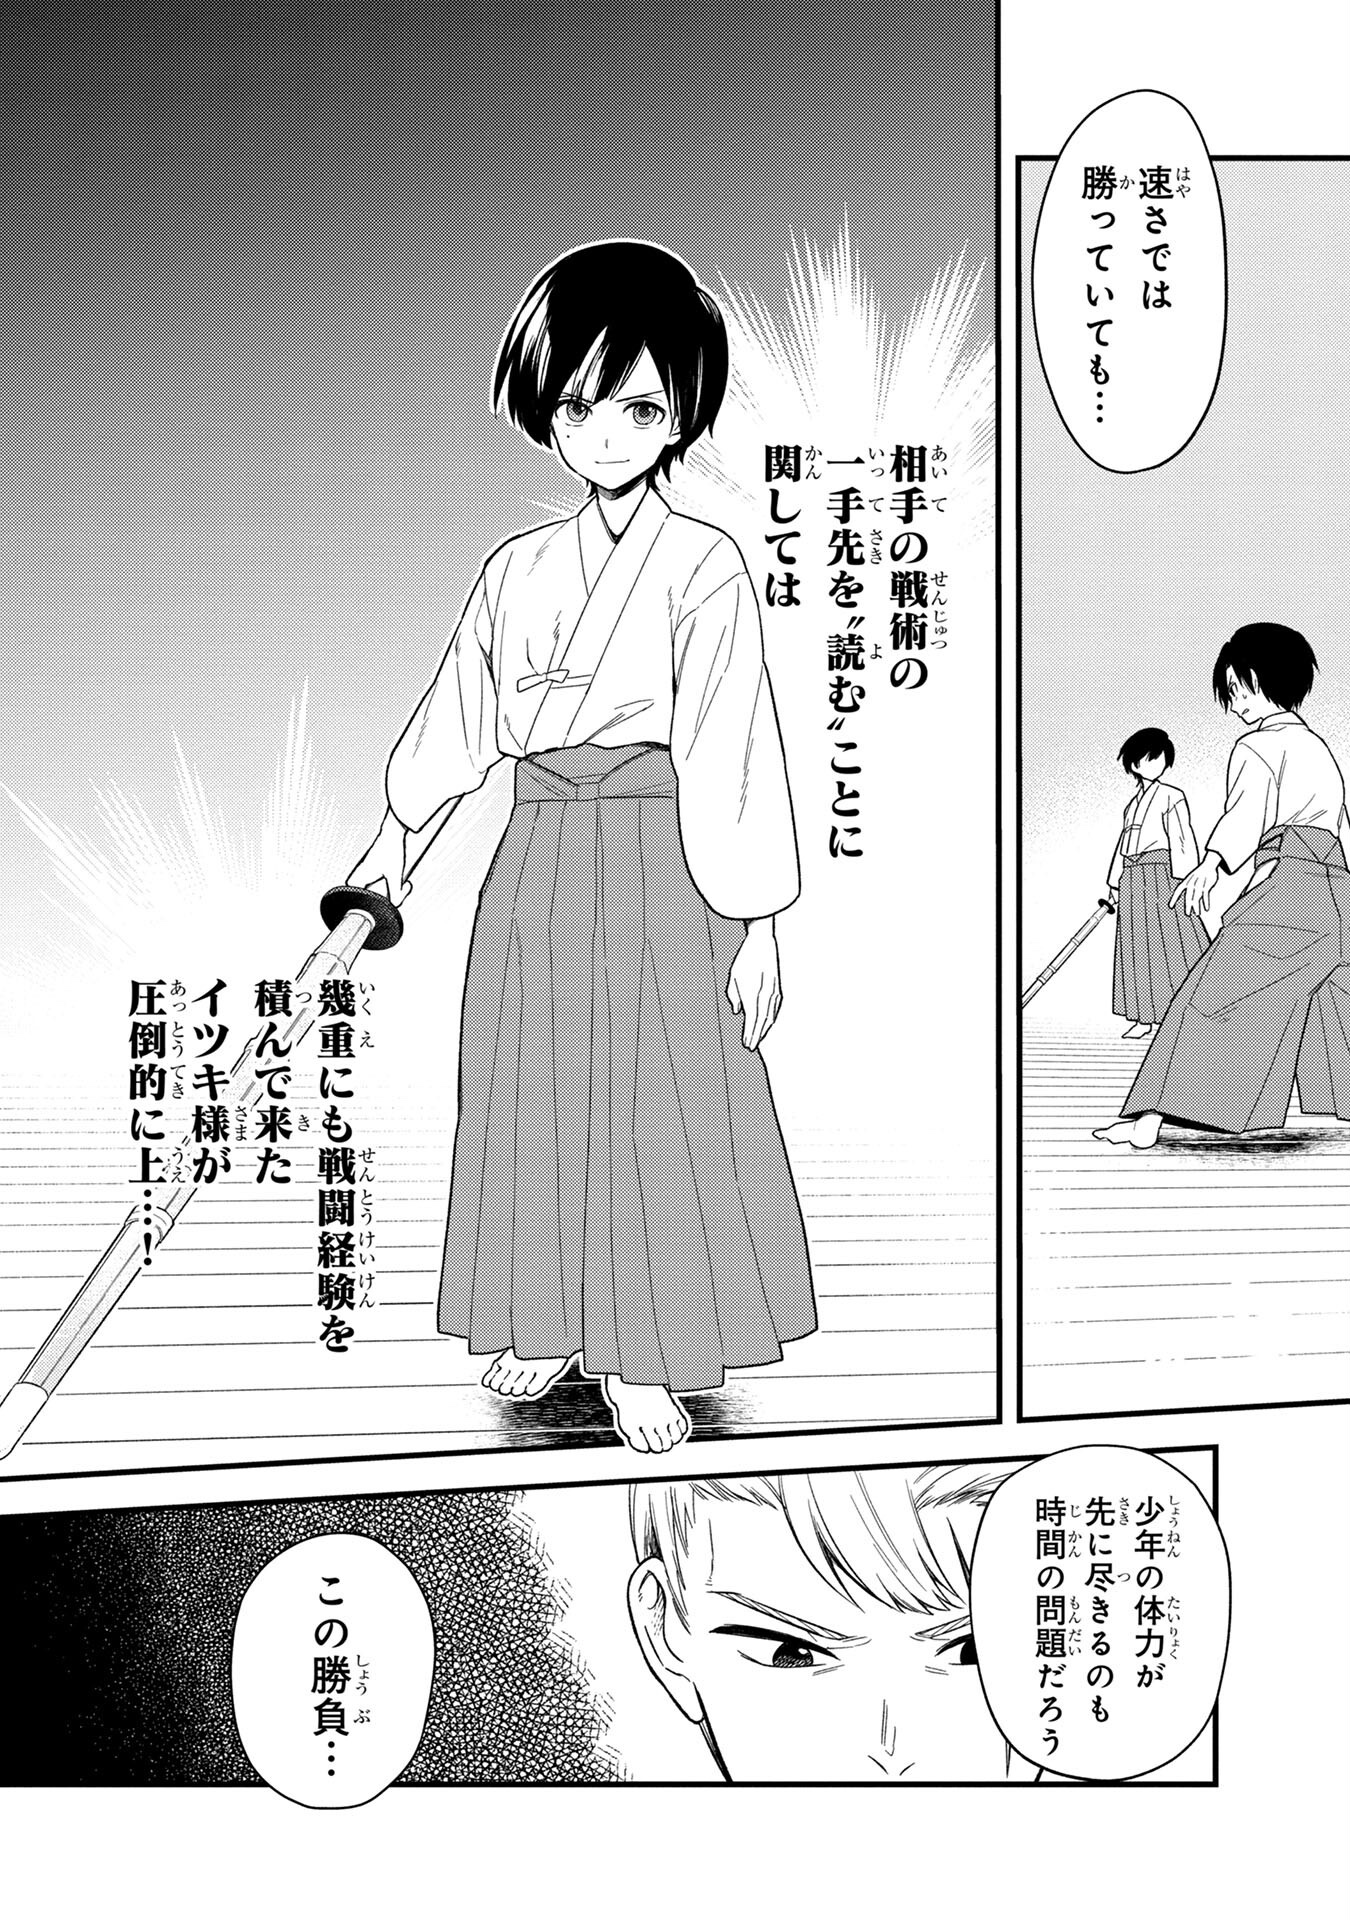 速さでは
勝っていても…
相手の戦術の
一手先を〝読む〟ことに
関しては
幾重にも戦闘経験を
積んで来た
イツキ様が
圧倒的に上…!
少年の体力が
先に尽きるのも
時間の問題だろう
この勝負…